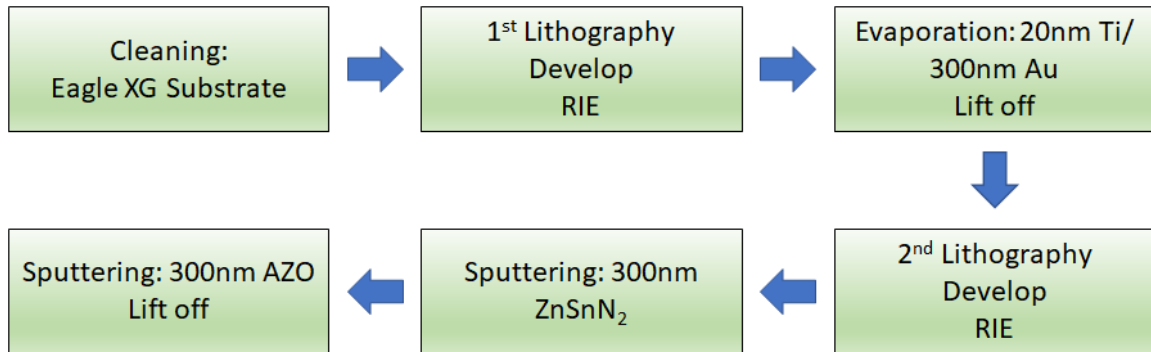 Cleaning:
Eagle XG Substrate
1st Lithography
Develop
RIE
Evaporation: 20nm Ti/
300nm Au
Lift off
2nd Lithography
Develop
RIE
Sputtering: 300nm
ZnSnN2
Sputtering: 300nm AZO
Lift off